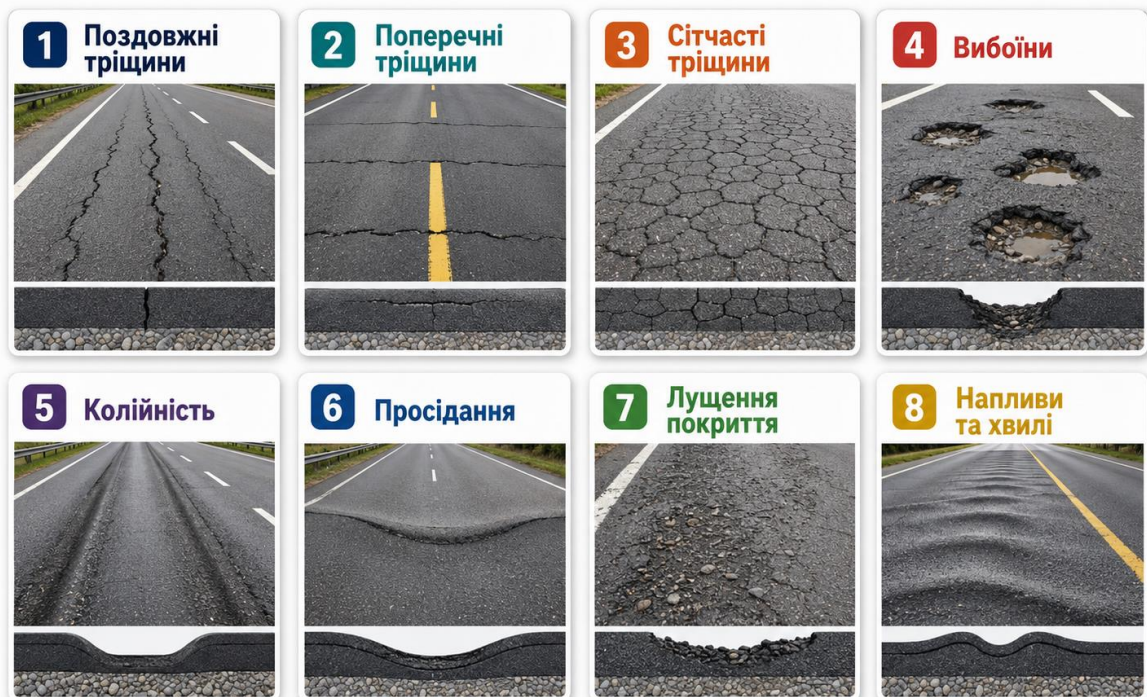 1
Поздовжні
тріщини
2
Поперечні
тріщини
3
Сітчасті
тріщини
4
Вибоїни
5
Колійність
6
Просідання
7
Лущення
покриття
8
Напливи
та хвилі